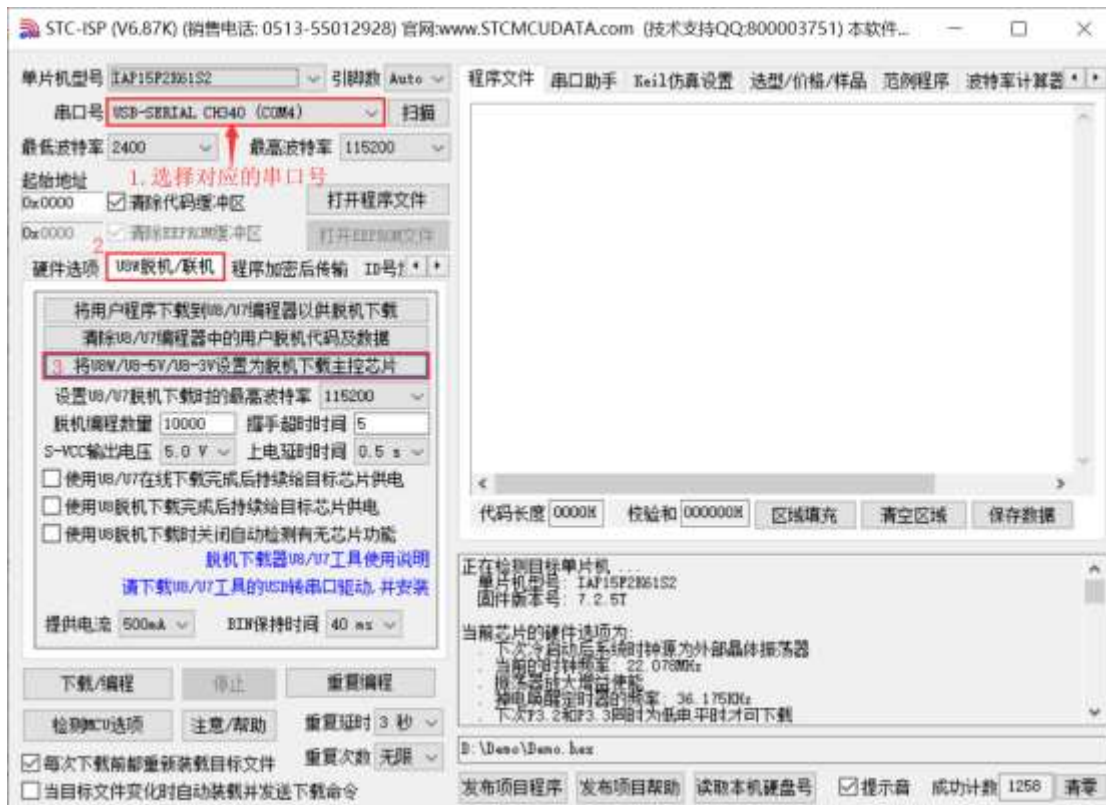 STC-ISP (V6.87K) (销售电话: 0513-55012928) 官网:www.STCMCUDATA.com (技术支持QQ:800003751) 本软件...
单片机型号 IAP15F2K61S2 引脚数 Auto
串口号 USB-SERIAL CH340 (COM4) 扫描
最低波特率 2400 最高波特率 115200
1.选择对应的串口号
起始地址
0x0000 清除代码缓冲区 打开程序文件
0x0000 清除EEPROM缓冲区 打开EEPROM文件
2
硬件选项 U8W脱机/联机 程序加密后传输 ID号
将用户程序下载到U8/U7编程器以供脱机下载
清除U8/U7编程器中的用户脱机代码及数据
3 将U8W/U8-5V/U8-3V设置为脱机下载主控芯片
设置U8/U7脱机下载时的最高波特率 115200
脱机编程数量 10000 握手超时时间 5
S-VCC输出电压 5.0 V 上电延时时间 0.5 s
使用U8/U7在线下载完成后持续给目标芯片供电
使用U8脱机下载完成后持续给目标芯片供电
使用U8脱机下载时关闭自动检测有无芯片功能
脱机下载器U8/U7工具使用说明
请下载U8/U7工具的USB转串口驱动,并安装
提供电流 500mA BIN保持时间 40 ms
下载/编程 停止 重复编程
检测MCU选项 注意/帮助 重复延时 3 秒
重复次数 无限
每次下载前都重新装载目标文件
当目标文件变化时自动装载并发送下载命令
程序文件 串口助手 Keil仿真设置 选型/价格/样品 范例程序 波特率计算器
代码长度 0000H 校验和 000000H 区域填充 清空区域 保存数据
正在检测目标单片机 ...
单片机型号: IAP15F2K61S2
固件版本号: 7.2.5T
当前芯片的硬件选项为:
. 下次冷启动后系统时钟源为外部晶体振荡器
. 当前的时钟频率: 22.078MHz
. 振荡器放大增益使能
. 掉电唤醒定时器的频率: 36.175KHz
. 下次P3.2和P3.3同时为低电平时才可下载
D:\Demo\Demo.hex
发布项目程序 发布项目帮助 读取本机硬盘号 提示音 成功计数 1258 清零